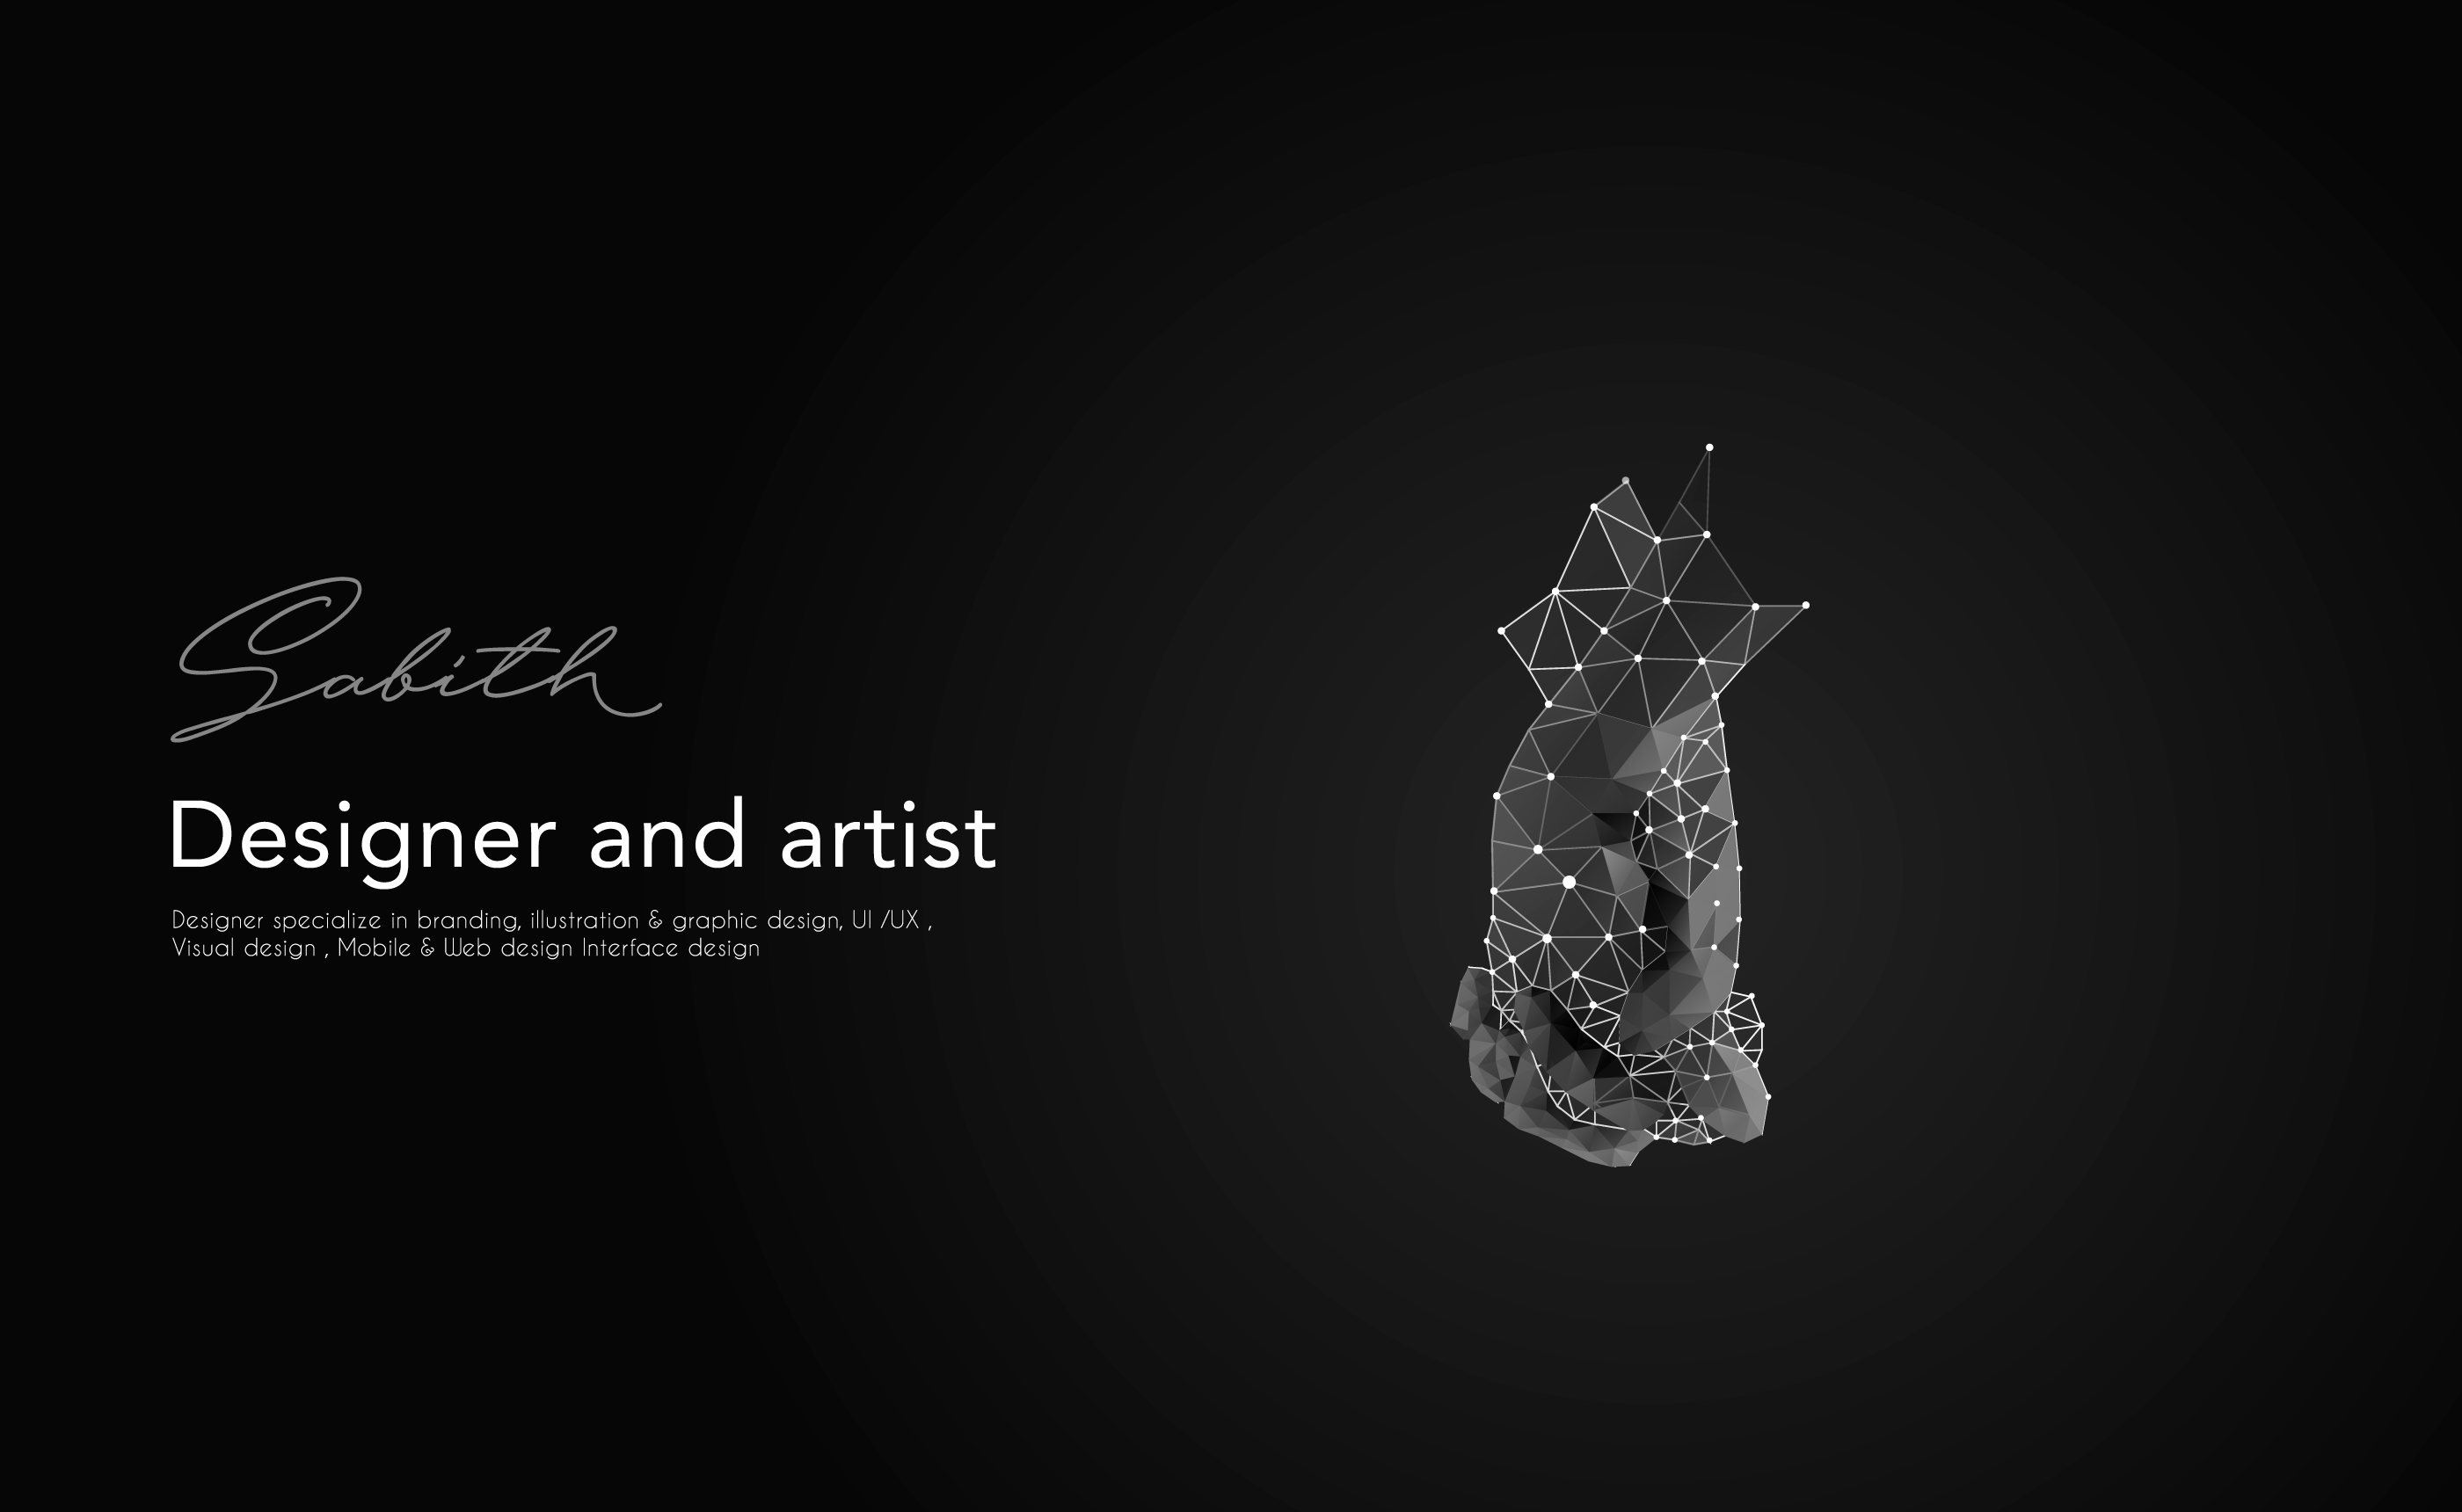 Sabith
Designer and artist
Designer specialize in branding, illustration & graphic design, UI /UX ,
Visual design , Mobile & Web design Interface design